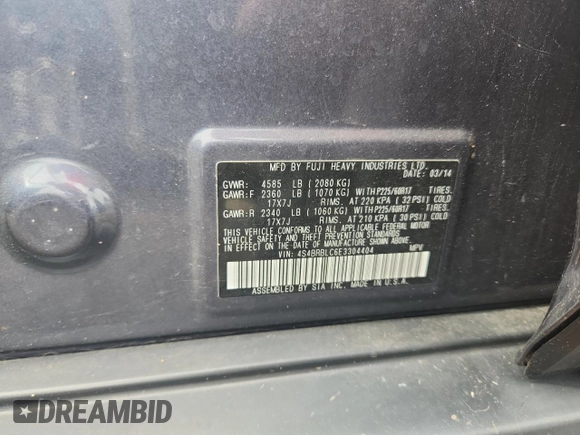 MFD BY FUJI HEAVY INDUSTRIES LTD.
DATE: 03/14
GVWR: 4585 LB ( 2080 KG)
GAWR:F 2360 LB ( 1070 KG) WITH P225/60R17 TIRES.
17X7J RIMS. AT 220 KPA ( 32 PSI) COLD
GAWR:R 2340 LB ( 1060 KG) WITH P225/60R17 TIRES.
17X7J RIMS. AT 210 KPA ( 30 PSI) COLD
THIS VEHICLE CONFORMS TO ALL APPLICABLE FEDERAL MOTOR
VEHICLE SAFETY AND THEFT PREVENTION STANDARDS
IN EFFECT ON THE DATE OF MANUFACTURE SHOWN ABOVE.
VIN: 4S4BRBLC6E3304404 MPV
ASSEMBLED BY SIA INC. MADE IN U.S.A.
DREAMBID